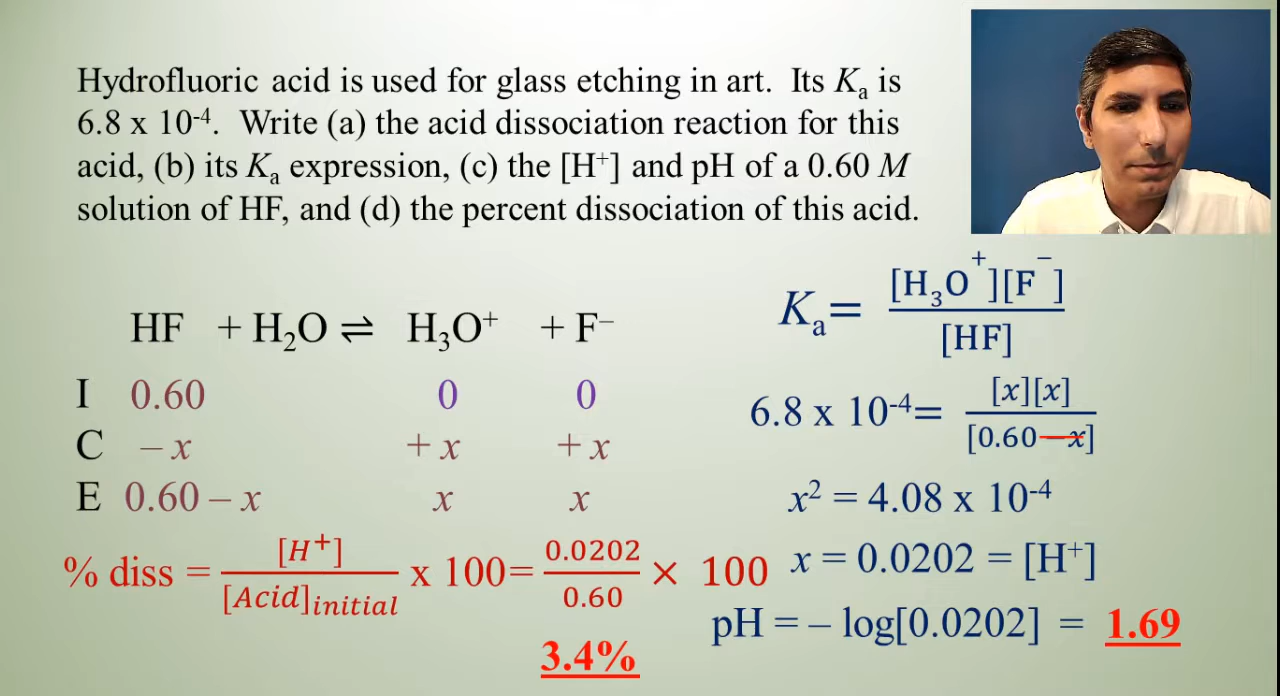 Hydrofluoric acid is used for glass etching in art. Its Kₐ is
6.8 x 10⁻⁴. Write (a) the acid dissociation reaction for this
acid, (b) its Kₐ expression, (c) the [H⁺] and pH of a 0.60 M
solution of HF, and (d) the percent dissociation of this acid.
HF + H₂O ⇌ H₃O⁺ + F⁻
I 0.60 0 0
C – x + x + x
E 0.60 – x x x
% diss = [H⁺] / [Acid]initial x 100 = 0.0202 / 0.60 × 100
3.4%
Kₐ = [H₃O⁺][F⁻] / [HF]
6.8 x 10⁻⁴ = [x][x] / [0.60 – x]
x² = 4.08 x 10⁻⁴
x = 0.0202 = [H⁺]
pH = – log[0.0202] = 1.69